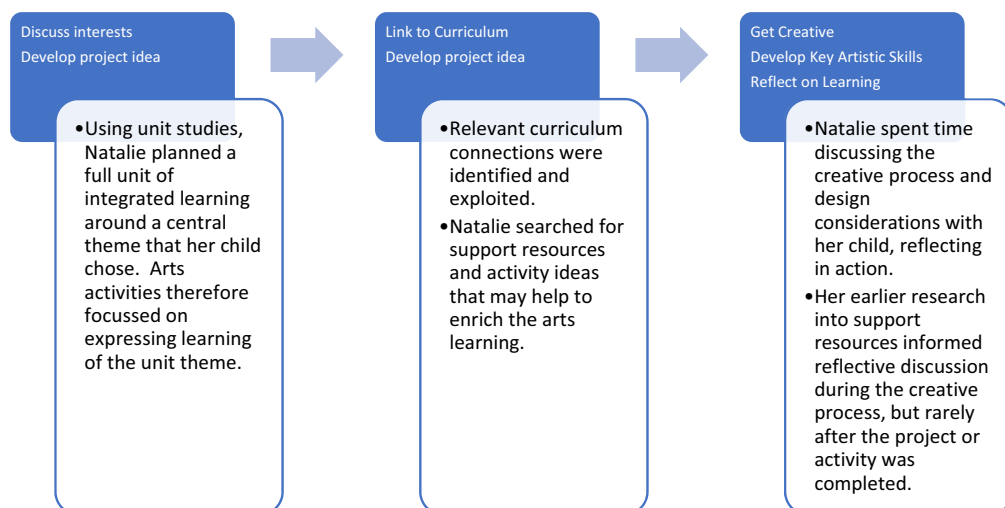 Discuss interests
Develop project idea
•Using unit studies,
Natalie planned a
full unit of
integrated learning
around a central
theme that her child
chose.  Arts
activities therefore
focussed on
expressing learning
of the unit theme.
Link to Curriculum
Develop project idea
•Relevant curriculum
connections were
identified and
exploited.
•Natalie searched for
support resources
and activity ideas
that may help to
enrich the arts
learning.
Get Creative
Develop Key Artistic Skills
Reflect on Learning
•Natalie spent time
discussing the
creative process and
design
considerations with
her child, reflecting
in action.
•Her earlier research
into support
resources informed
reflective discussion
during the creative
process, but rarely
after the project or
activity was
completed.